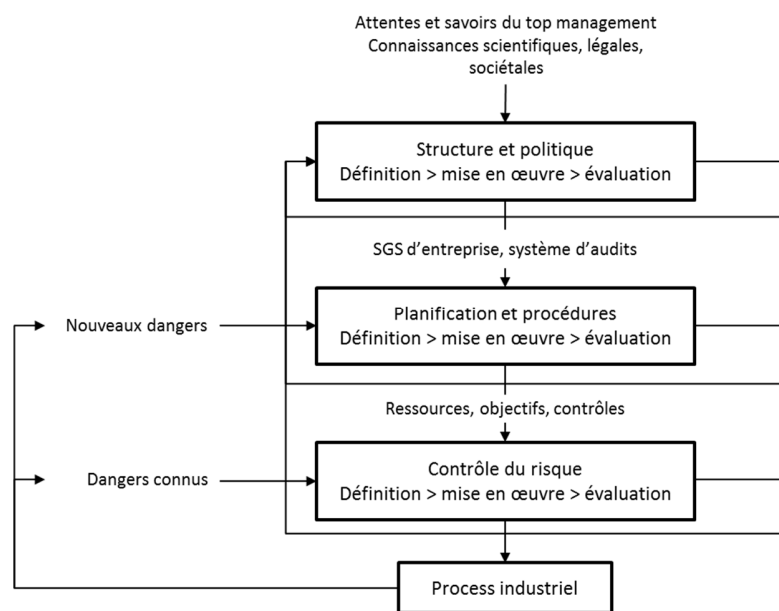 Attentes et savoirs du top management
Connaissances scientifiques, légales,
sociétales
Structure et politique
Définition > mise en œuvre > évaluation
SGS d'entreprise, système d'audits
Nouveaux dangers
Planification et procédures
Définition > mise en œuvre > évaluation
Ressources, objectifs, contrôles
Dangers connus
Contrôle du risque
Définition > mise en œuvre > évaluation
Process industriel